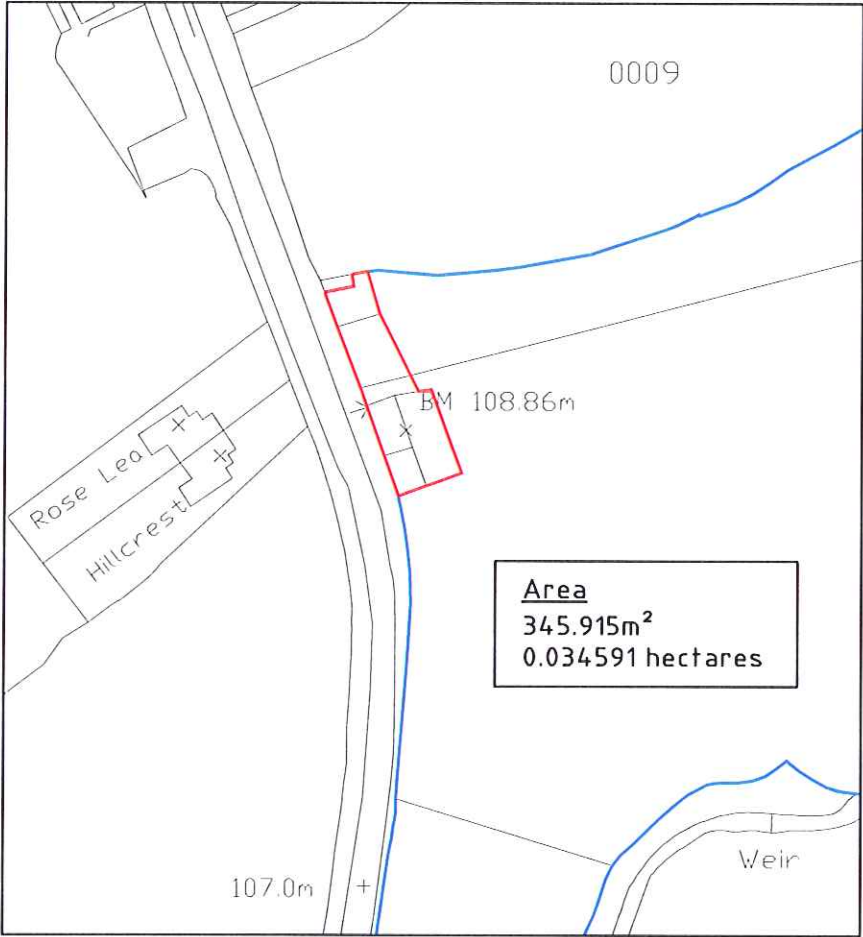 0009
BM 108.86m
Rose Lea
Hillcrest
Area
345.915m²
0.034591 hectares
Weir
107.0m